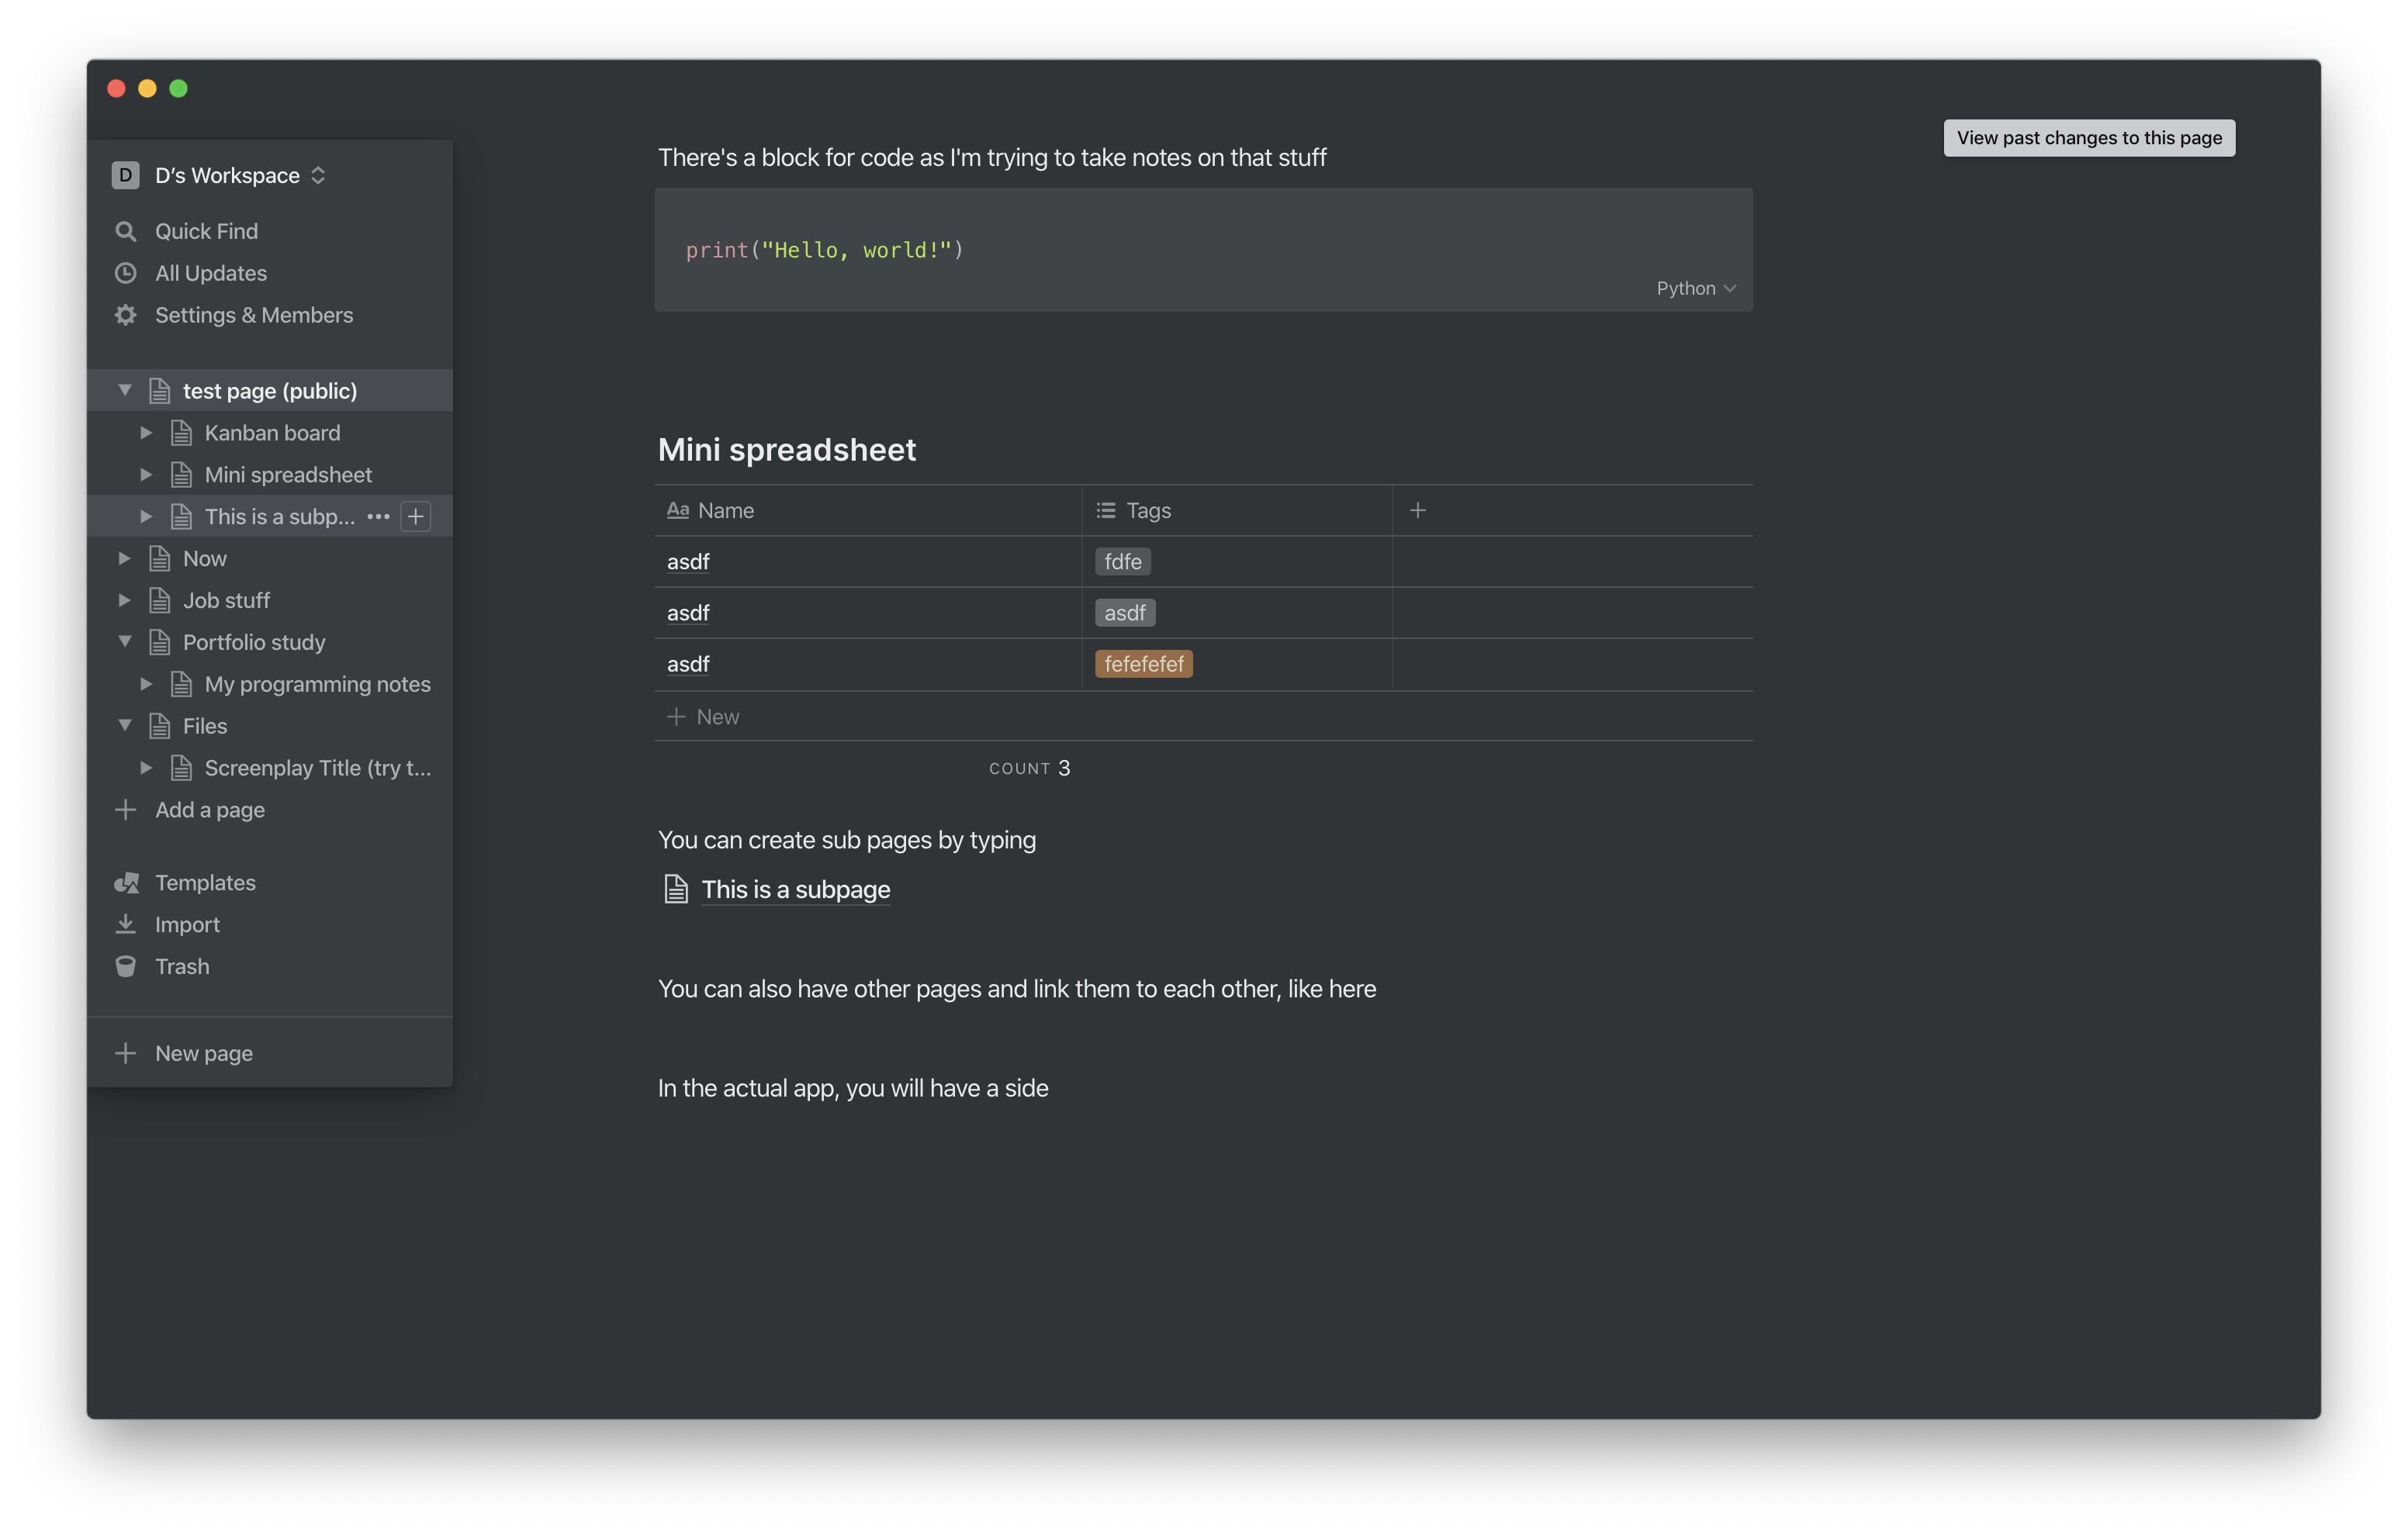 D
D’s Workspace
Quick Find
All Updates
Settings & Members
test page (public)
Kanban board
Mini spreadsheet
This is a subp...
Now
Job stuff
Portfolio study
My programming notes
Files
Screenplay Title (try t...
Add a page
Templates
Import
Trash
New page
View past changes to this page
There's a block for code as I'm trying to take notes on that stuff
print("Hello, world!")
Python
Mini spreadsheet
Aa Name Tags
asdf fdfe
asdf asdf
asdf fefefefef
New
COUNT 3
You can create sub pages by typing
This is a subpage
You can also have other pages and link them to each other, like here
In the actual app, you will have a side